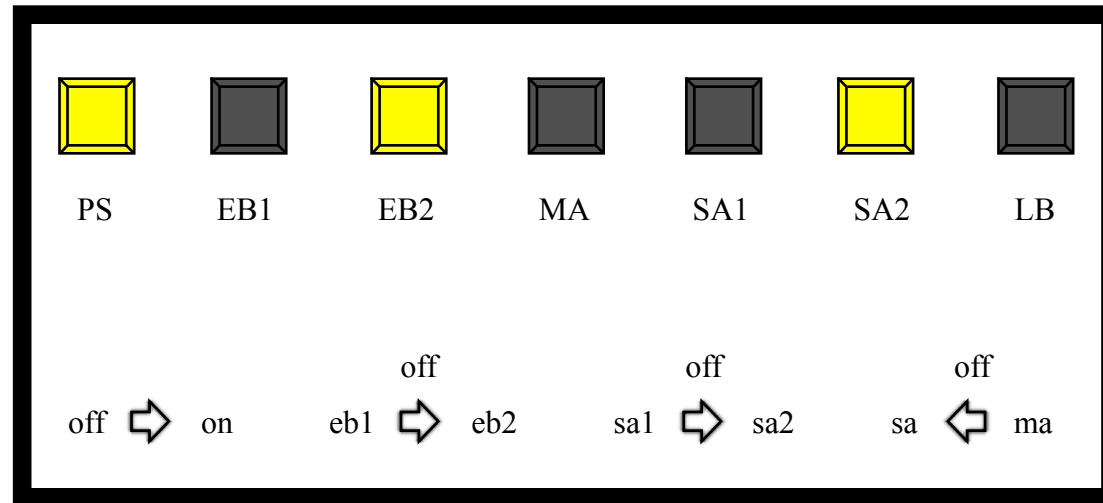 PS EB1 EB2 MA SA1 SA2 LB
off off off
off on eb1 eb2 sa1 sa2 sa ma